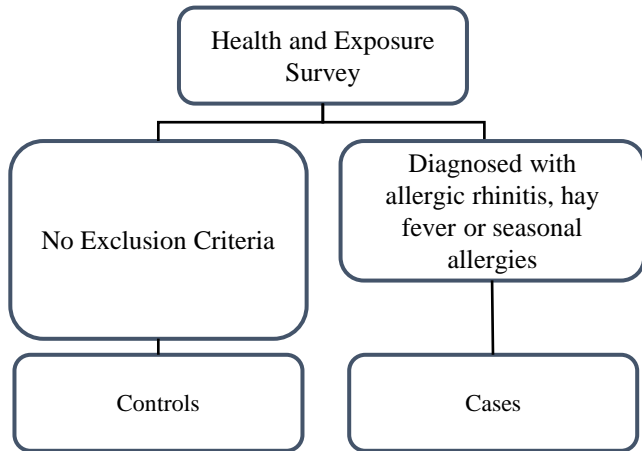 Health and Exposure
Survey
No Exclusion Criteria
Diagnosed with
allergic rhinitis, hay
fever or seasonal
allergies
Controls
Cases